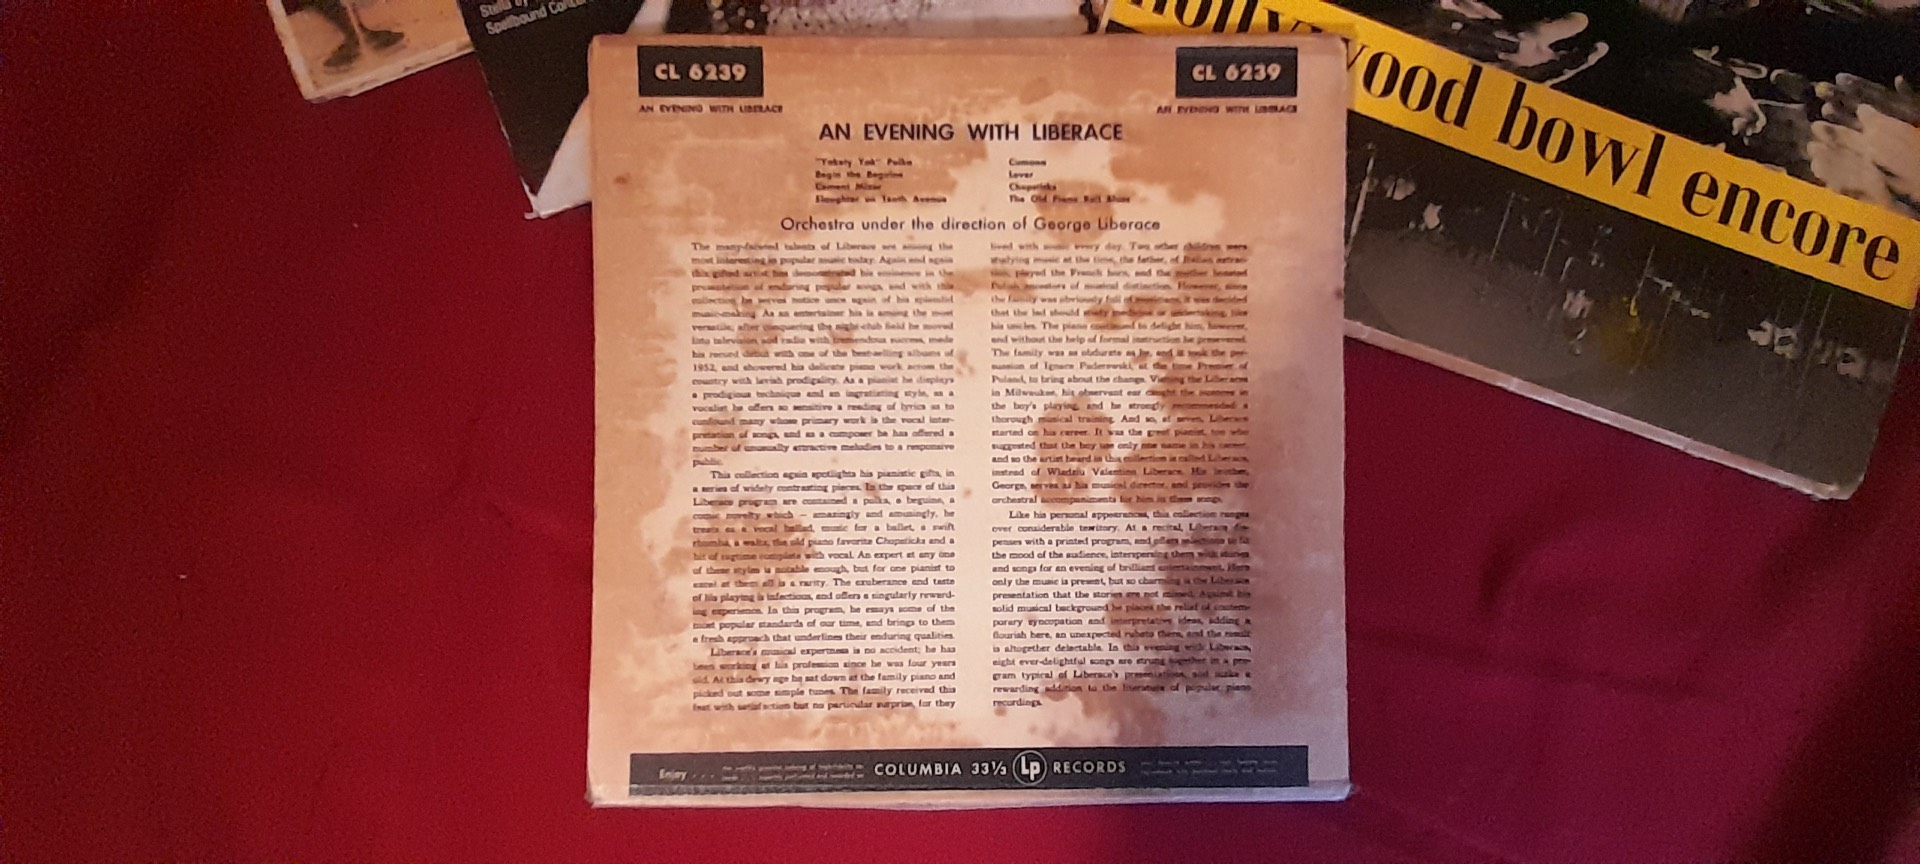 Stella by
Spellbound
hollywood bowl encore
CL 6239
CL 6239
AN EVENING WITH LIBERACE
AN EVENING WITH LIBERACE
AN EVENING WITH LIBERACE
"Yakety Yak" Polka
Begin the Beguine
Cement Mixer
Slaughter on Tenth Avenue
Cumana
Lover
Chopsticks
The Old Piano Roll Blues
Orchestra under the direction of George Liberace
The many-faceted talents of Liberace are among the
most interesting in popular music today. Again and again
this gifted artist has demonstrated his eminence in the
presentation of enduring popular songs, and with this
collection he serves notice once again of his splendid
music-making. As an entertainer his is among the most
versatile; after conquering the night-club field he moved
into television and radio with tremendous success, made
his record debut with one of the best-selling albums of
1952, and showered his delicate piano work across the
country with lavish prodigality. As a pianist he displays
a prodigious technique and an ingratiating style, as a
vocalist he offers so sensitive a reading of lyrics as to
confound many whose primary work is the vocal inter-
pretation of songs, and as a composer he has offered a
number of unusually attractive melodies to a responsive
public.
This collection again spotlights his pianistic gifts, in
a series of widely contrasting pieces. In the space of this
Liberace program are contained a polka, a beguine, a
comic novelty which — amazingly and amusingly, he
treats as a vocal ballad, music for a ballet, a swift
rhumba, a waltz, the old piano favorite Chopsticks and a
bit of ragtime complete with vocal. An expert at any one
of these styles is notable enough, but for one pianist to
excel at them all is a rarity. The exuberance and taste
of his playing is infectious, and offers a singularly reward-
ing experience. In this program, he essays some of the
most popular standards of our time, and brings to them
a fresh approach that underlines their enduring qualities.
Liberace's musical expertness is no accident; he has
been working at his profession since he was four years
old. At this dewy age he sat down at the family piano and
picked out some simple tunes. The family received this
feat with satisfaction but no particular surprise, for they
lived with music every day. Two other children were
studying music at the time, the father, of Italian extrac-
tion, played the French horn, and the mother boasted
Polish ancestors of musical distinction. However, since
the family was obviously full of musicians, it was decided
that the lad should study medicine or undertaking, like
his uncles. The piano continued to delight him, however,
and without the help of formal instruction he persevered.
The family was as obdurate as he, and it took the per-
suasion of Ignace Paderewski, at the time Premier of
Poland, to bring about the change. Visiting the Liberaces
in Milwaukee, his observant ear caught the nuances in
the boy's playing, and he strongly recommended a
thorough musical training. And so, at seven, Liberace
started on his career. It was the great pianist, too who
suggested that the boy use only one name in his career,
and so the artist heard in this collection is called Liberace,
instead of Wladziu Valentino Liberace. His brother,
George, serves as his musical director, and provides the
orchestral accompaniments for him in these songs.
Like his personal appearances, this collection ranges
over considerable territory. At a recital, Liberace dis-
penses with a printed program, and offers selections to fit
the mood of the audience, interspersing them with stories
and songs for an evening of brilliant entertainment. Here
only the music is present, but so charming is the Liberace
presentation that the stories are not missed. Against his
solid musical background he places the relief of contem-
porary syncopation and interpretative ideas, adding a
flourish here, an unexpected rubato there, and the result
is altogether delectable. In this evening with Liberace,
eight ever-delightful songs are strung together in a pro-
gram typical of Liberace's presentations, and make a
rewarding addition to the literature of popular piano
recordings.
Enjoy . . .
COLUMBIA 33⅓ Lp RECORDS